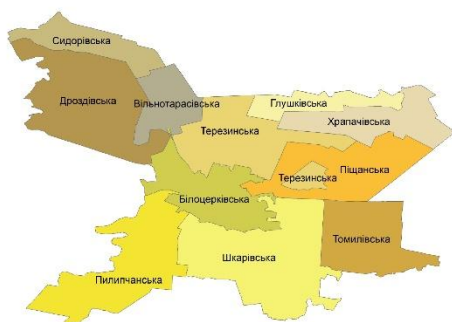 Сидорівська
Дроздівська
Вільнотарасівська
Глушківська
Храпачівська
Терезинська
Піщанська
Терезинська
Білоцерківська
Томилівська
Шкарівська
Пилипчанська